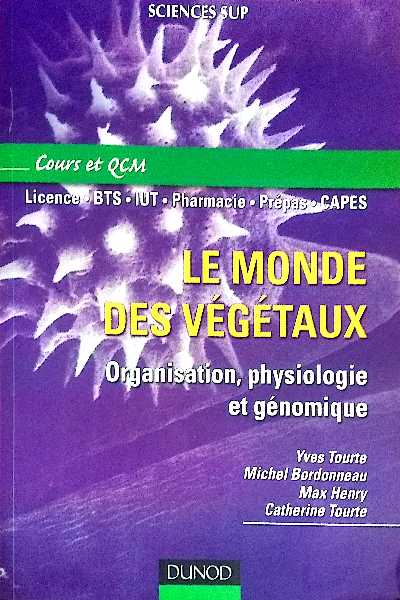 SCIENCES SUP
Cours et QCM
Licence • BTS • IUT • Pharmacie • Prépas • CAPES
LE MONDE
DES VÉGÉTAUX
Organisation, physiologie
et génomique
Yves Tourte
Michel Bordonneau
Max Henry
Catherine Tourte
DUNOD